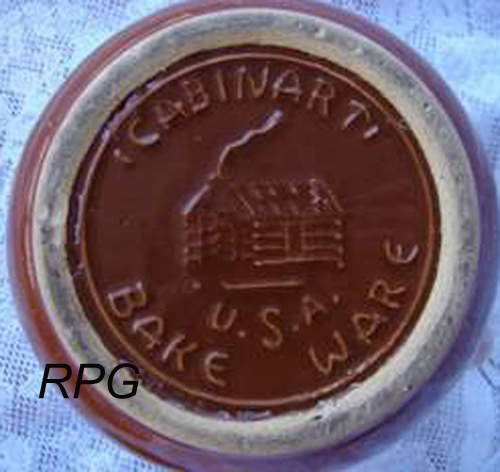 "CABINART"
U.S.A.
BAKE WARE
RPG